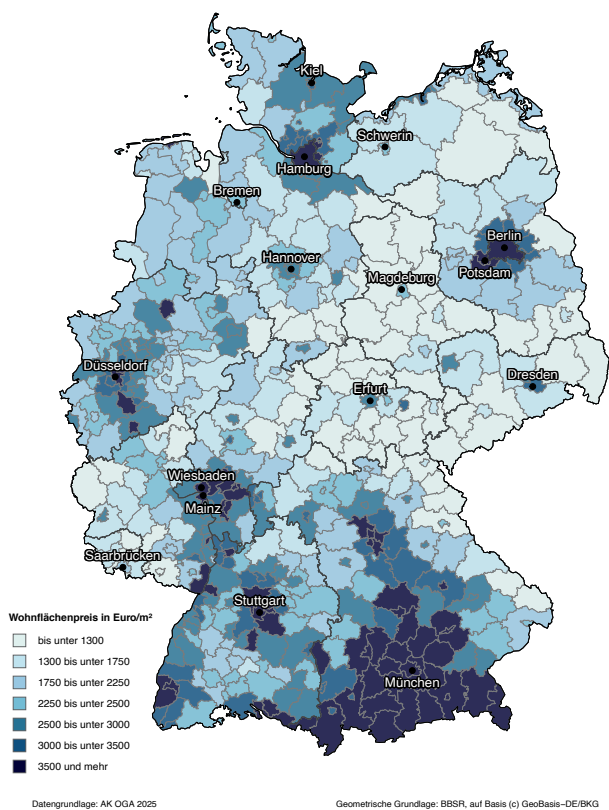 Kiel
Schwerin
Hamburg
Bremen
Berlin
Hannover
Potsdam
Magdeburg
Düsseldorf
Dresden
Erfurt
Wiesbaden
Mainz
Saarbrücken
Stuttgart
München
Wohnflächenpreis in Euro/m²
bis unter 1300
1300 bis unter 1750
1750 bis unter 2250
2250 bis unter 2500
2500 bis unter 3000
3000 bis unter 3500
3500 und mehr
Datengrundlage: AK OGA 2025
Geometrische Grundlage: BBSR, auf Basis (c) GeoBasis−DE/BKG